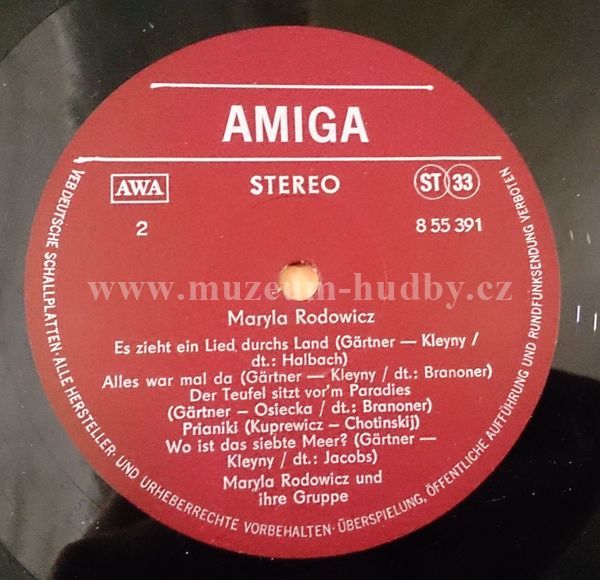 AMIGA
AWA
STEREO
ST 33
2
8 55 391
www.muzeum-hudby.cz
Maryla Rodowicz
Es zieht ein Lied durchs Land (Gärtner — Kleyny /
dt.: Halbach)
Alles war mal da (Gärtner — Kleyny / dt.: Branoner)
Der Teufel sitzt vor'm Paradies
(Gärtner — Osiecka / dt.: Branoner)
Prianiki (Kuprewicz — Chotinskij)
Wo ist das siebte Meer? (Gärtner —
Kleyny / dt.: Jacobs)
Maryla Rodowicz und
ihre Gruppe
VEB DEUTSCHE SCHALLPLATTEN · ALLE HERSTELLER- UND URHEBERRECHTE VORBEHALTEN · ÜBERSPIELUNG, ÖFFENTLICHE AUFFÜHRUNG UND RUNDFUNKSENDUNG VERBOTEN